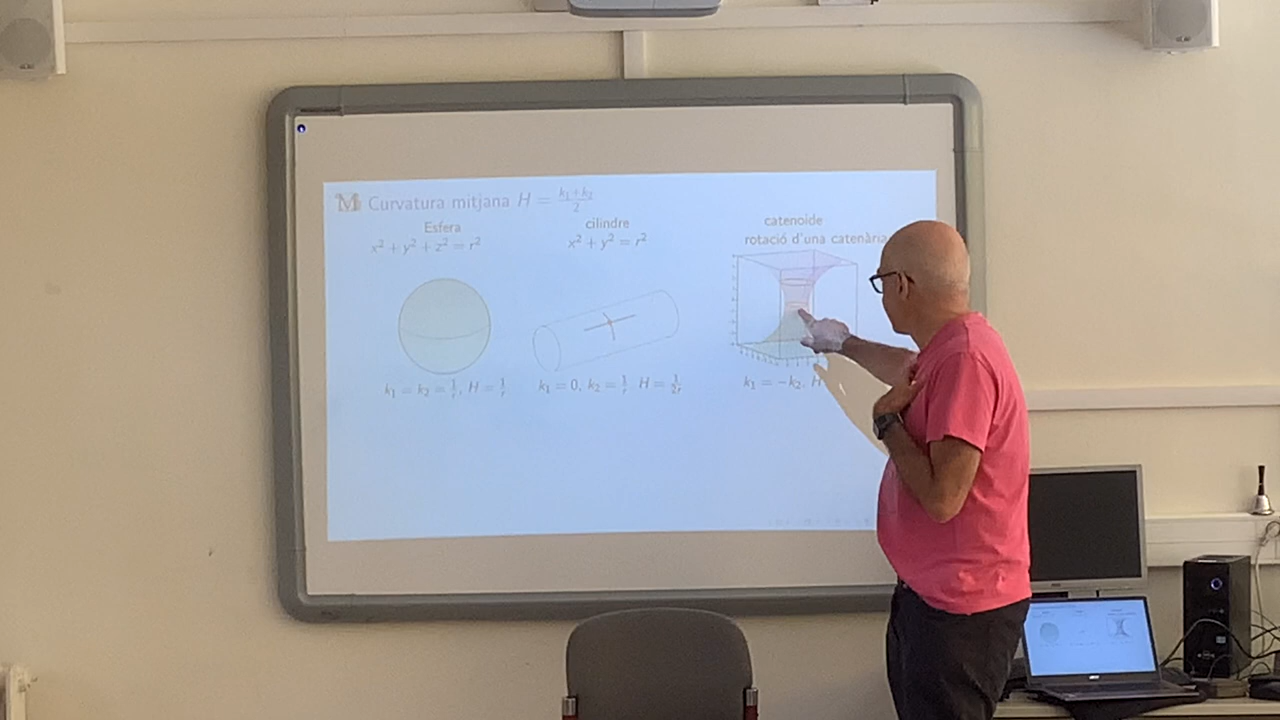 M Curvatura mitjana H = k₁+k₂/2
Esfera
x² + y² + z² = r²
cilindre
x² + y² = r²
catenoide
rotació d'una catenària
k₁ = k₂ = 1/r, H = 1/r
k₁ = 0, k₂ = 1/r H = 1/2r
k₁ = −k₂, H